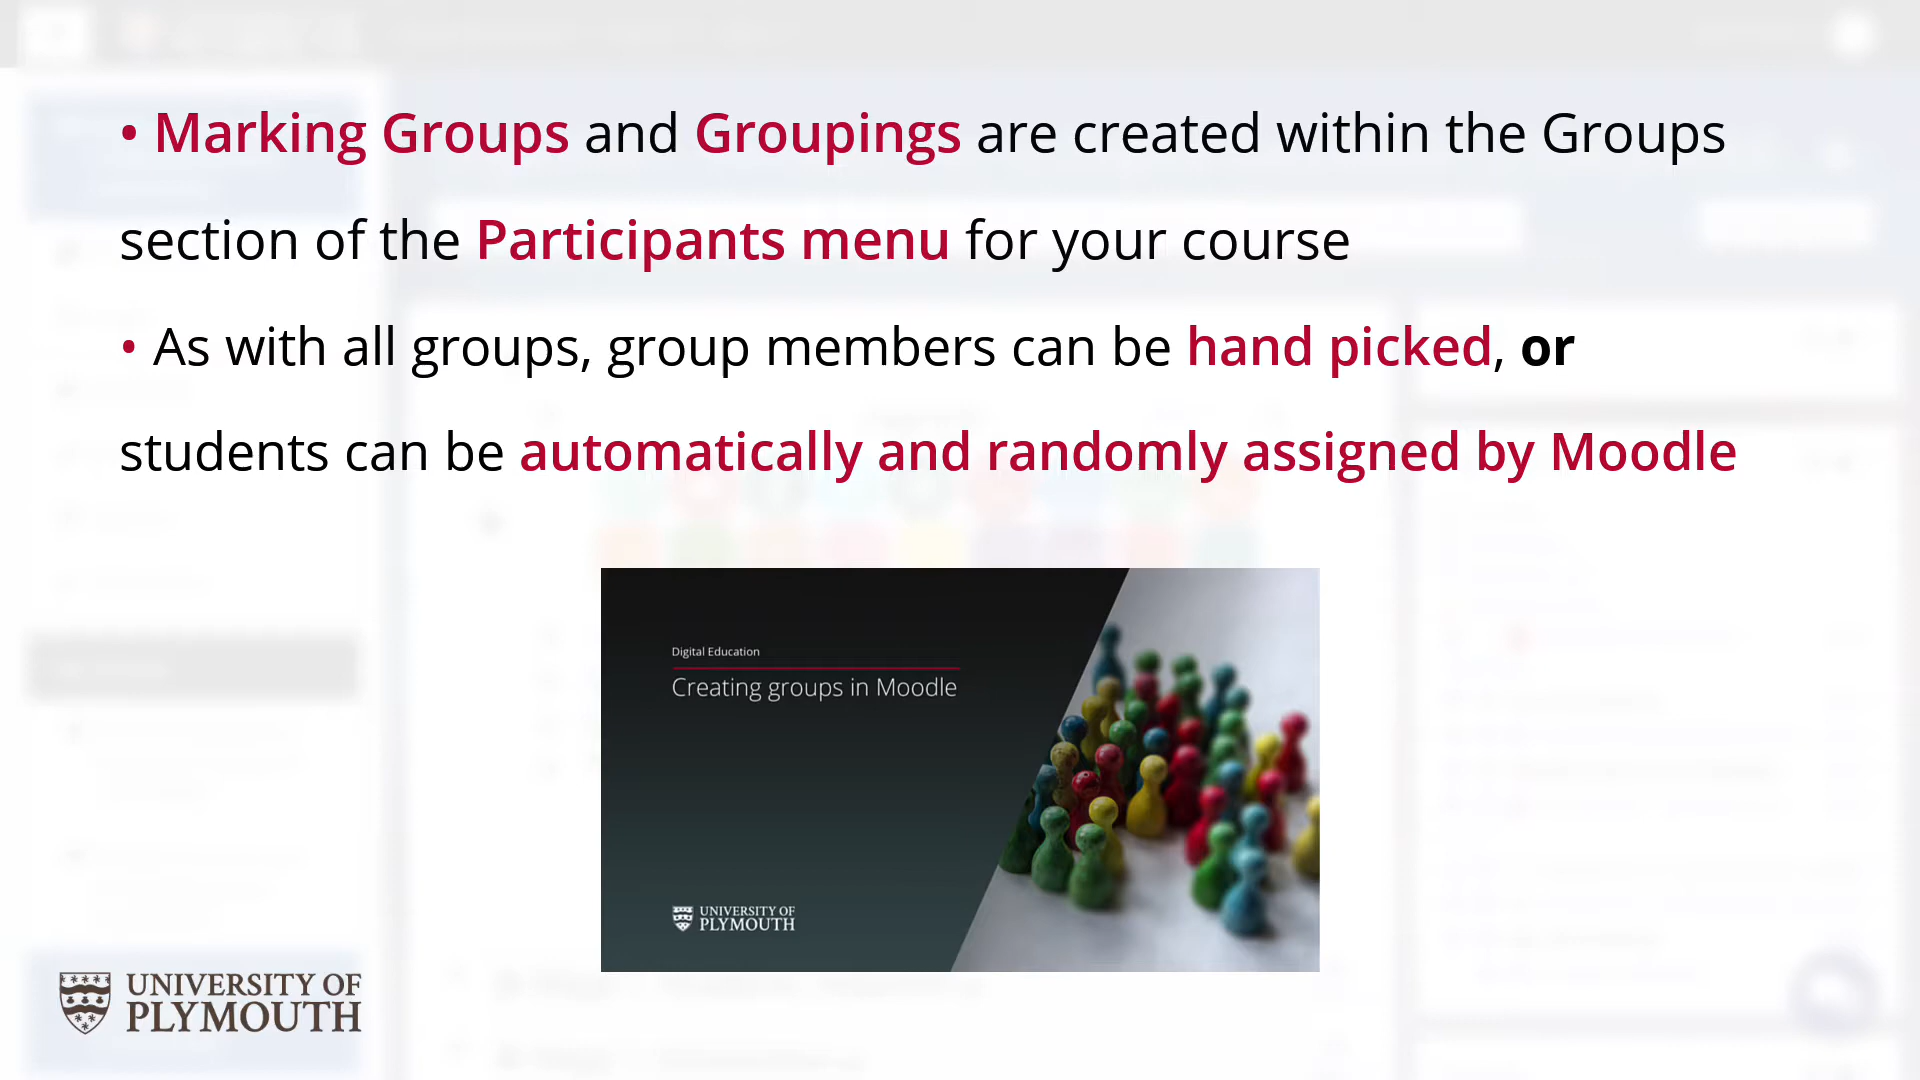 • Marking Groups and Groupings are created within the Groups
section of the Participants menu for your course
• As with all groups, group members can be hand picked, or
students can be automatically and randomly assigned by Moodle
Digital Education
Creating groups in Moodle
UNIVERSITY OF
PLYMOUTH
UNIVERSITY OF
PLYMOUTH